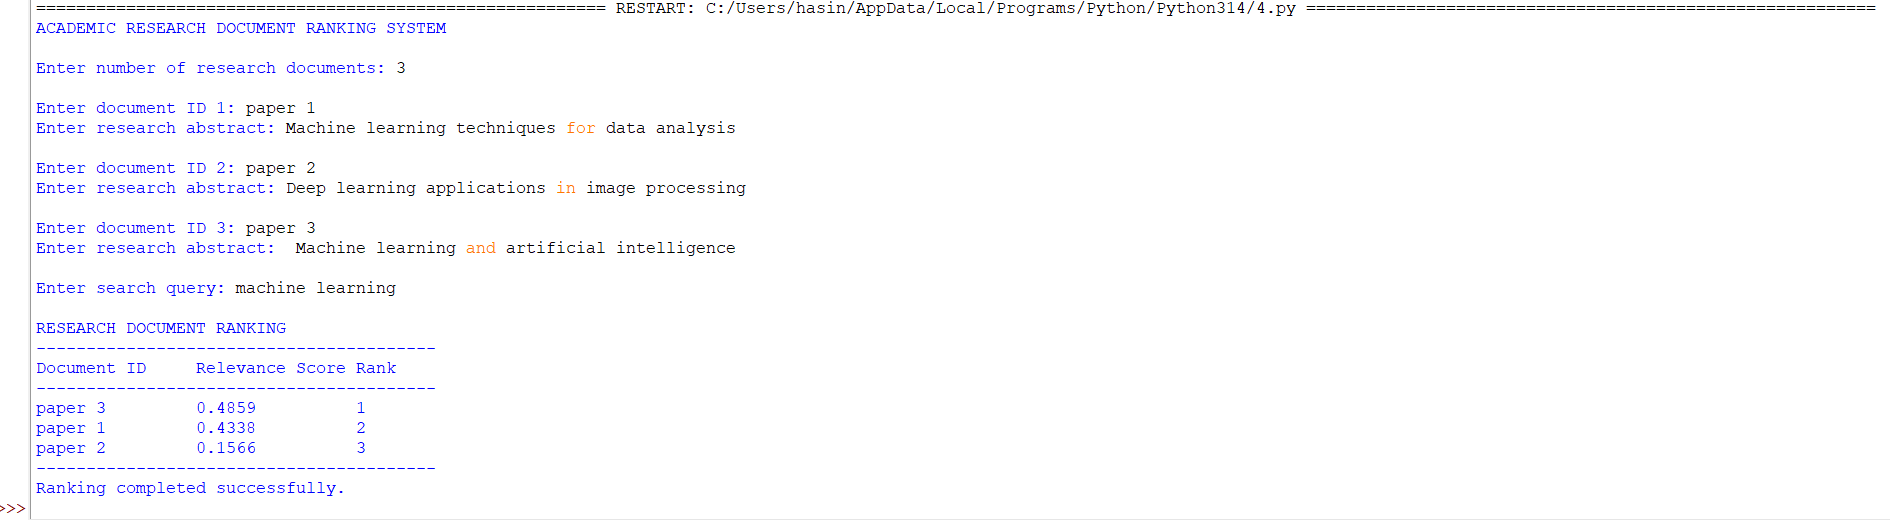 ========================================================= RESTART: C:/Users/hasin/AppData/Local/Programs/Python/Python314/4.py =========================================================
ACADEMIC RESEARCH DOCUMENT RANKING SYSTEM
Enter number of research documents: 3
Enter document ID 1: paper 1
Enter research abstract: Machine learning techniques for data analysis
Enter document ID 2: paper 2
Enter research abstract: Deep learning applications in image processing
Enter document ID 3: paper 3
Enter research abstract:  Machine learning and artificial intelligence
Enter search query: machine learning
RESEARCH DOCUMENT RANKING
----------------------------------------
Document ID     Relevance Score Rank
----------------------------------------
paper 3         0.4859          1
paper 1         0.4338          2
paper 2         0.1566          3
----------------------------------------
Ranking completed successfully.
>>>